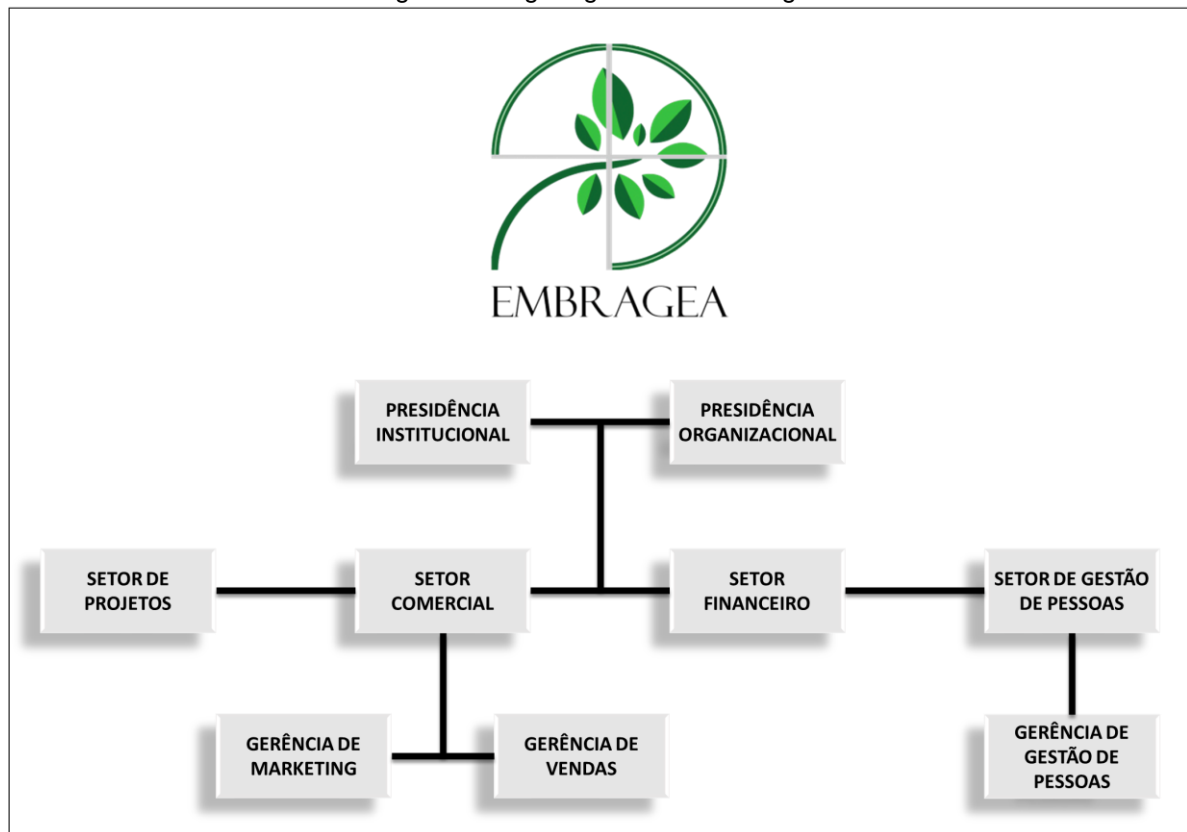 EMBRAGEA
PRESIDÊNCIA
INSTITUCIONAL
PRESIDÊNCIA
ORGANIZACIONAL
SETOR DE
PROJETOS
SETOR
COMERCIAL
SETOR
FINANCEIRO
SETOR DE GESTÃO
DE PESSOAS
GERÊNCIA DE
MARKETING
GERÊNCIA DE
VENDAS
GERÊNCIA DE
GESTÃO DE
PESSOAS